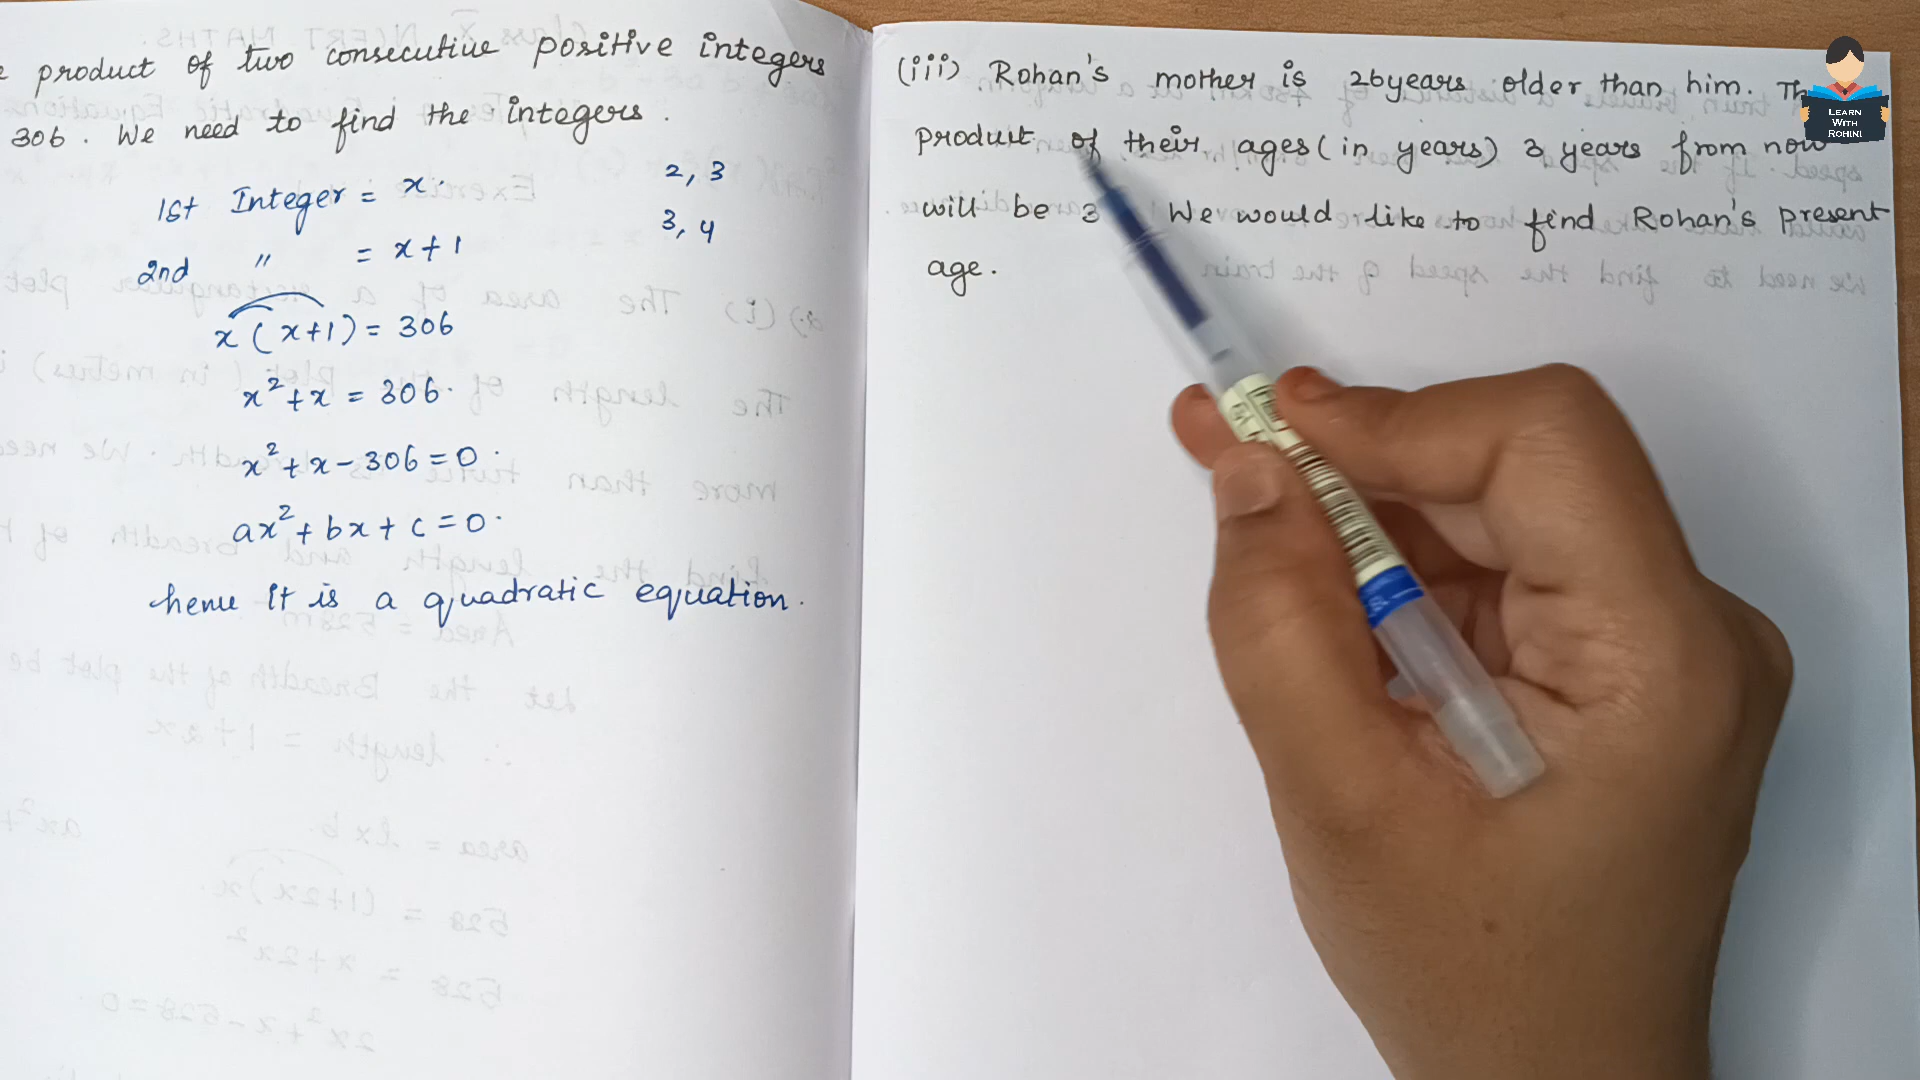 product of two consecutive positive integers
306. We need to find the integers.
1st Integer = x.
2, 3
3, 4
2nd " = x+1
x(x+1) = 306
x²+x = 306.
x²+x-306=0.
ax²+bx+c=0.
hence it is a quadratic equation.
(iii) Rohan's mother is 26years older than him.
product of their ages (in years) 3 years from now
will be 3 We would like to find Rohan's present
age.
LEARN
WITH
ROHINI